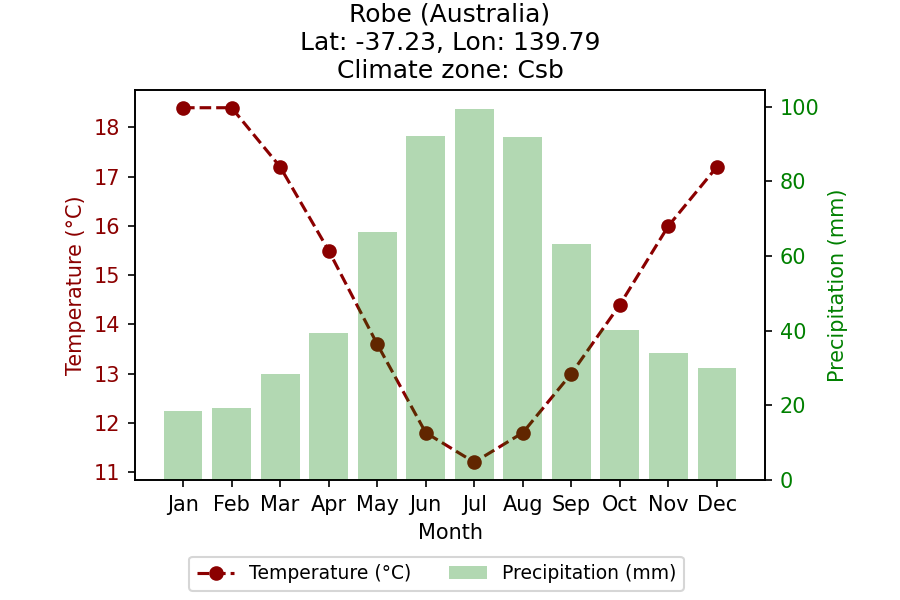 Robe (Australia)
Lat: -37.23, Lon: 139.79
Climate zone: Csb
Temperature (°C)
18
17
16
15
14
13
12
11
100
80
60
40
20
0
Precipitation (mm)
Jan Feb Mar Apr May Jun Jul Aug Sep Oct Nov Dec
Month
Temperature (°C) Precipitation (mm)